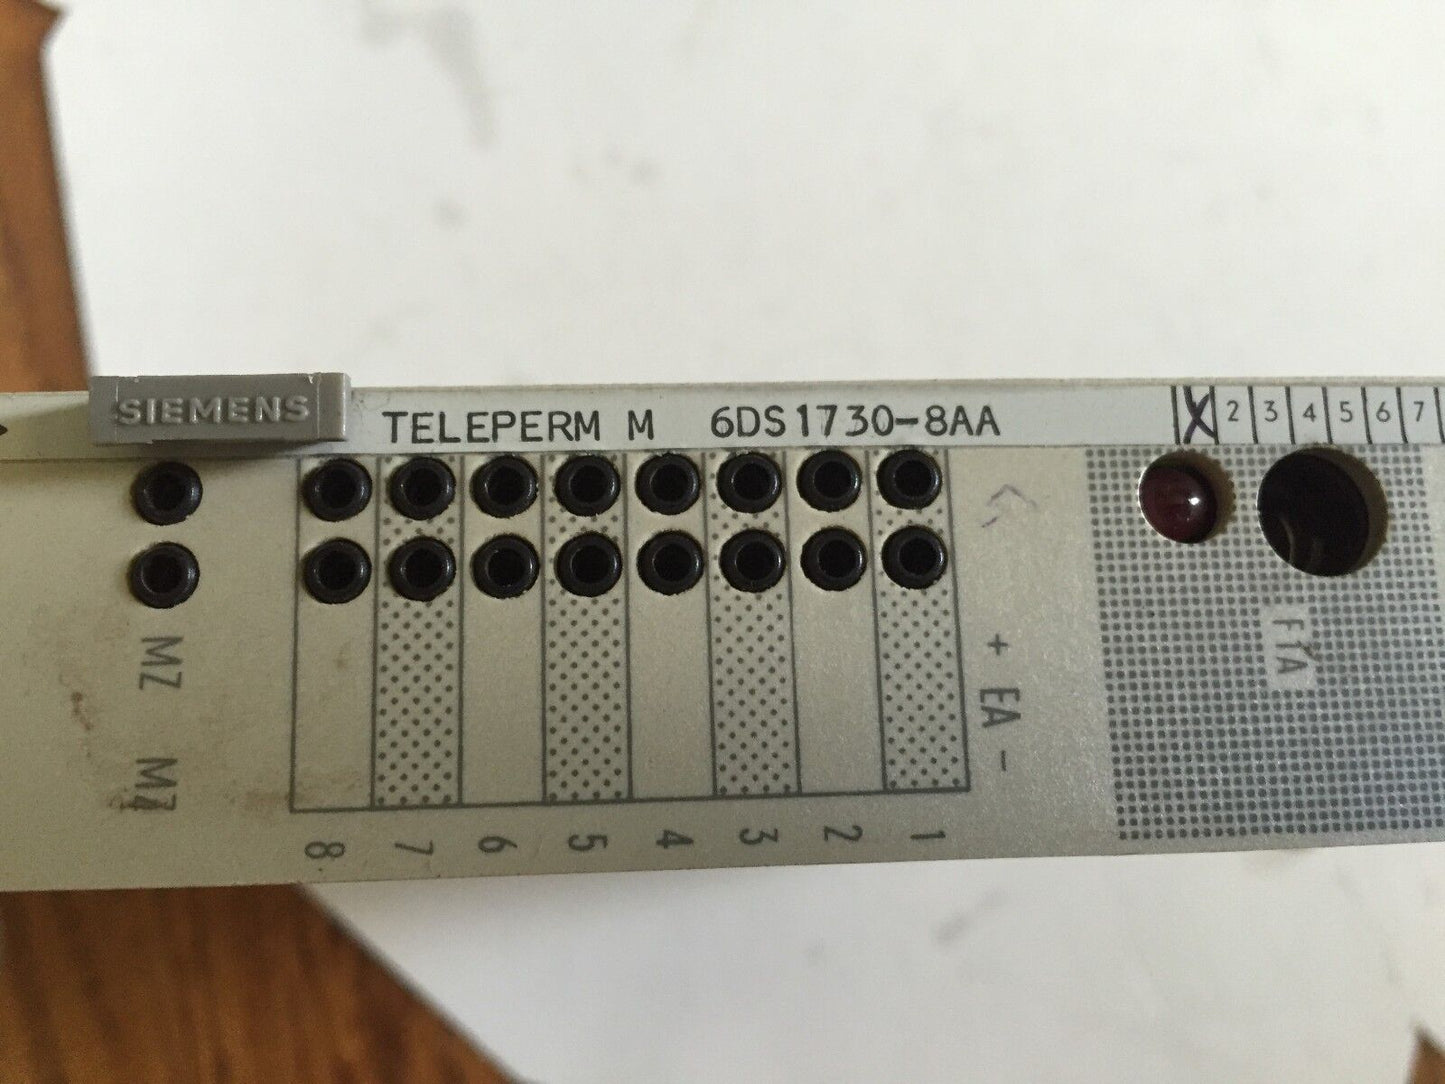 SIEMENS
TELEPERM M 6DS1730-8AA
2 3 4 5 6 7
MZ MZ
+ EA -
FTA
8 7 6 5 4 3 2 1